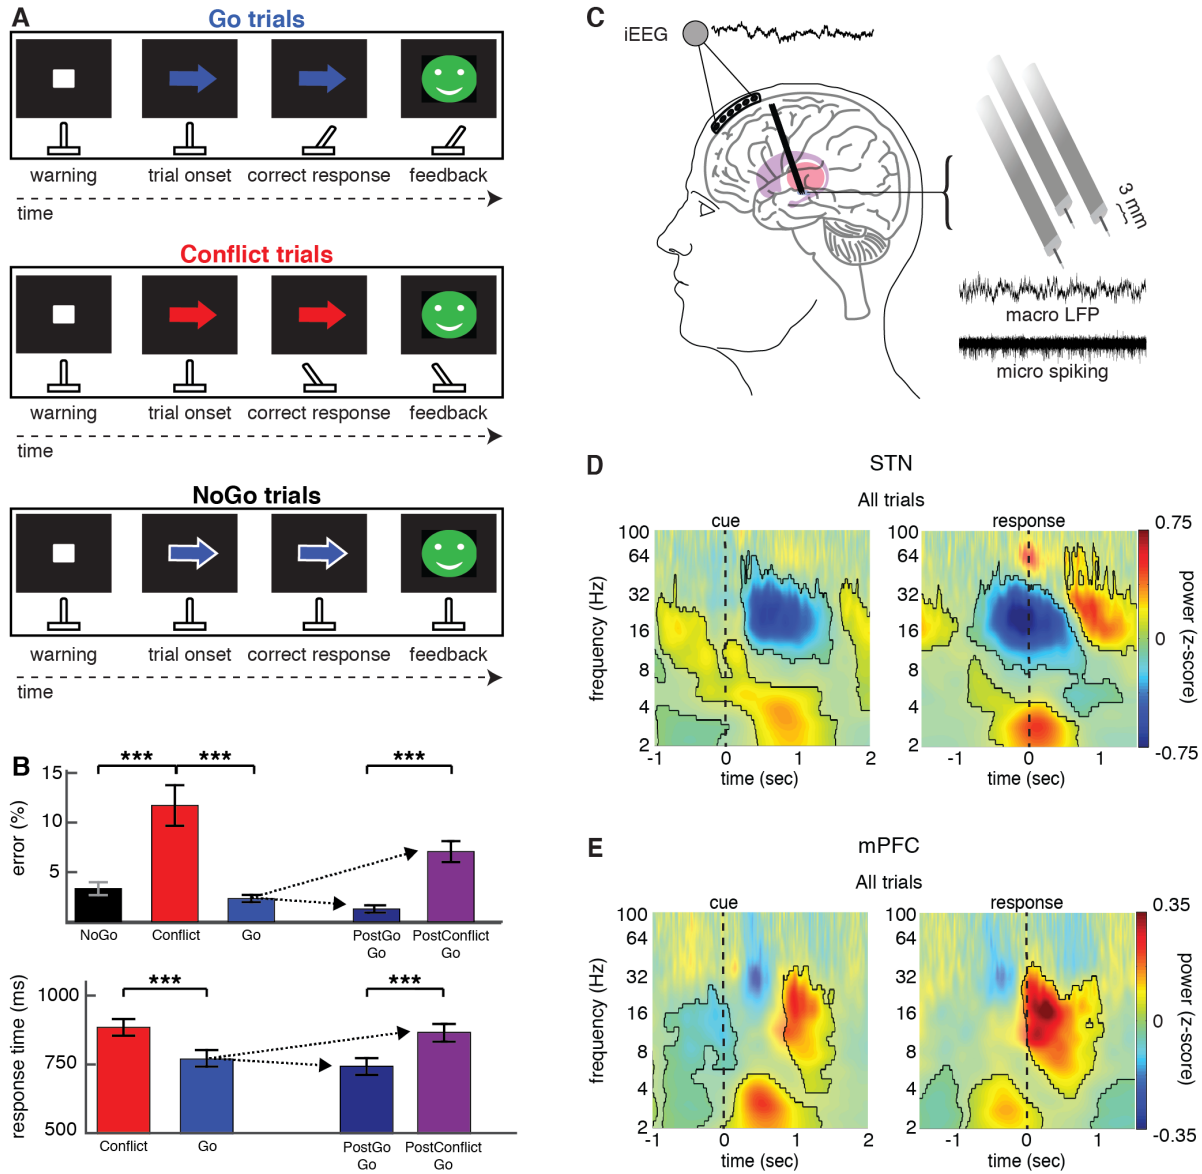 A
Go trials
warning trial onset correct response feedback
time
Conflict trials
warning trial onset correct response feedback
time
NoGo trials
warning trial onset correct response feedback
time
B
*** *** ***
error (%)
15
10
5
NoGo Conflict Go PostGo Go PostConflict Go
*** ***
response time (ms)
1000
750
500
Conflict Go PostGo Go PostConflict Go
C
iEEG
3 mm
macro LFP
micro spiking
D
STN
All trials
cue response
frequency (Hz)
100
64
32
16
8
4
2
-1 0 1 2
time (sec)
100
64
32
16
8
4
2
-1 0 1
time (sec)
0.75
0
-0.75
power (z-score)
E
mPFC
All trials
cue response
frequency (Hz)
100
64
32
16
8
4
2
-1 0 1 2
time (sec)
100
64
32
16
8
4
2
-1 0 1
time (sec)
0.35
0
-0.35
power (z-score)